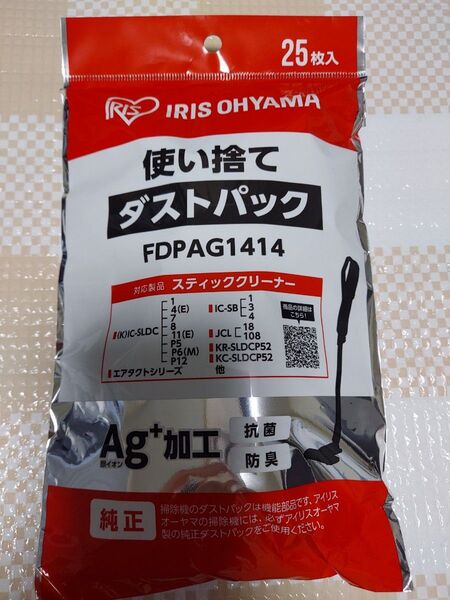 25枚入
IRIS
IRIS OHYAMA
使い捨て
ダストパック
FDPAG1414
対応製品 スティッククリーナー
(K)IC-SLDC
1
4(E)
7
8
11(E)
P5
P6(M)
P12
エアタクトシリーズ
IC-SB
1
3
4
JCL
18
108
KR-SLDCP52
KC-SLDCP52
他
商品の詳細は
こちら!
Ag+加工
銀イオン
抗菌
防臭
純正
掃除機のダストパックは機能部品です、アイリス
オーヤマの掃除機には、必ずアイリスオーヤマ
製の純正ダストパックをご使用ください。